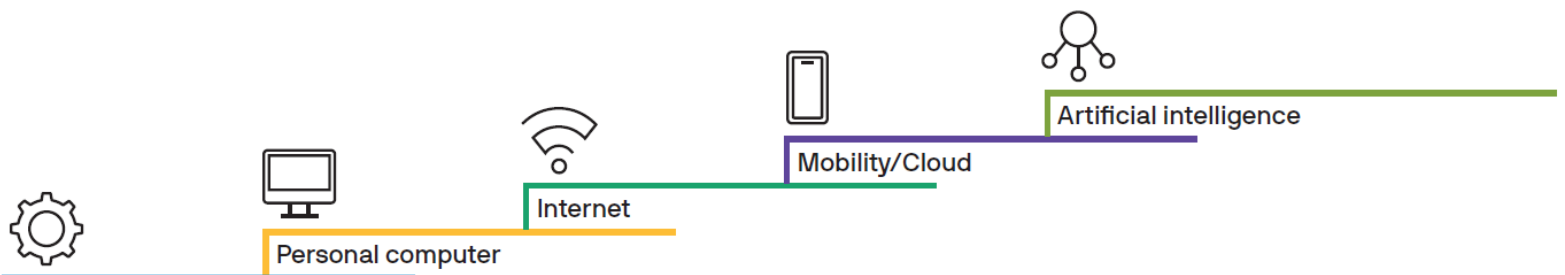 Artificial intelligence
Mobility/Cloud
Internet
Personal computer